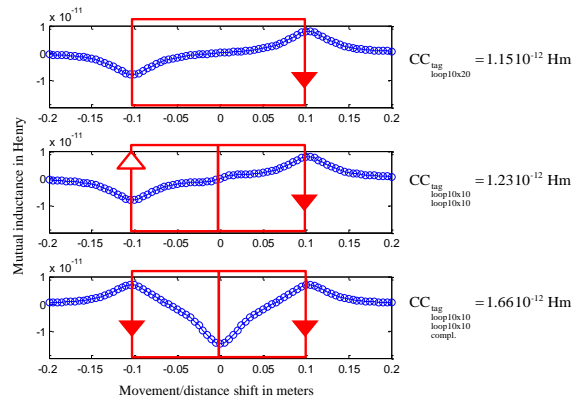 x 10⁻¹¹
1
0
-1
-0.2 -0.15 -0.1 -0.05 0 0.05 0.1 0.15 0.2
CC tag loop10x20 = 1.1510⁻¹² Hm
x 10⁻¹¹
1
0
-1
-0.2 -0.15 -0.1 -0.05 0 0.05 0.1 0.15 0.2
CC tag loop10x10 loop10x10 = 1.2310⁻¹² Hm
x 10⁻¹¹
1
0
-1
-0.2 -0.15 -0.1 -0.05 0 0.05 0.1 0.15 0.2
CC tag loop10x10 loop10x10 compl. = 1.6610⁻¹² Hm
Mutual inductance in Henry
Movement/distance shift in meters